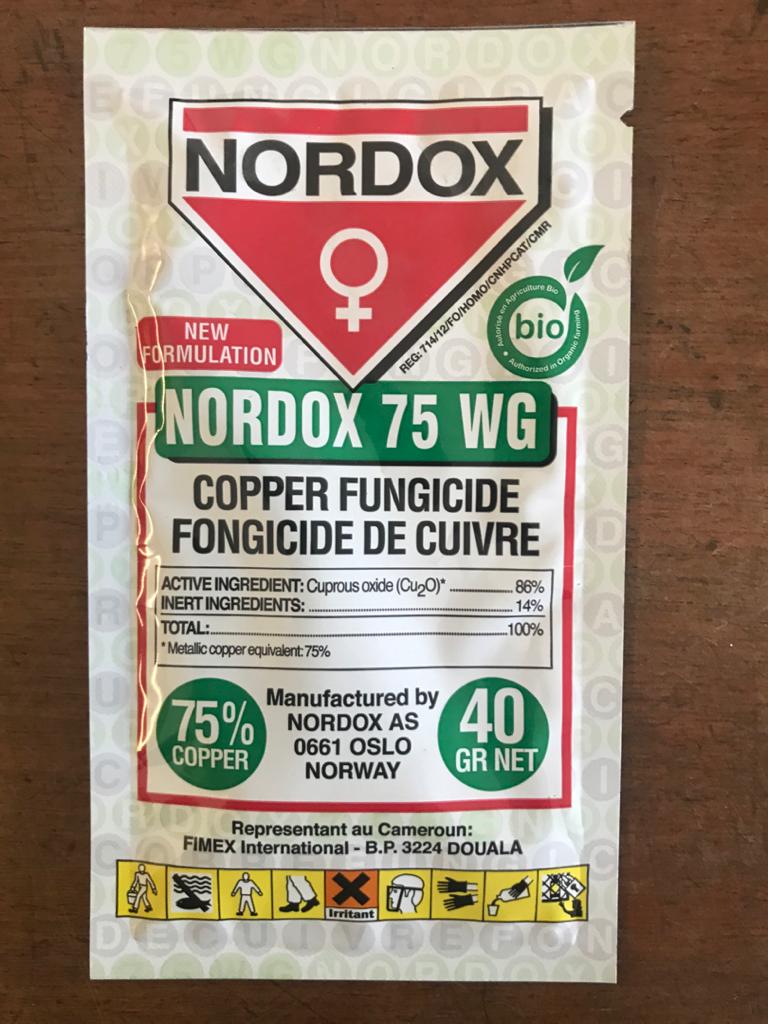 75WGNORDOX
NORDOX
REG: 714/12/FO/HOMO/CNHPCAT/CMR
Autorisé en Agriculture Bio
bio
Authorized in Organic farming
NEW
FORMULATION
NORDOX 75 WG
COPPER FUNGICIDE
FONGICIDE DE CUIVRE
ACTIVE INGREDIENT: Cuprous oxide (Cu2O)* ............... 86%
INERT INGREDIENTS: ............... 14%
TOTAL: ............... 100%
* Metallic copper equivalent: 75%
75%
COPPER
Manufactured by
NORDOX AS
0661 OSLO
NORWAY
40
GR NET
Representant au Cameroun:
FIMEX International - B.P. 3224 DOUALA
Irritant
DECUIVREFON